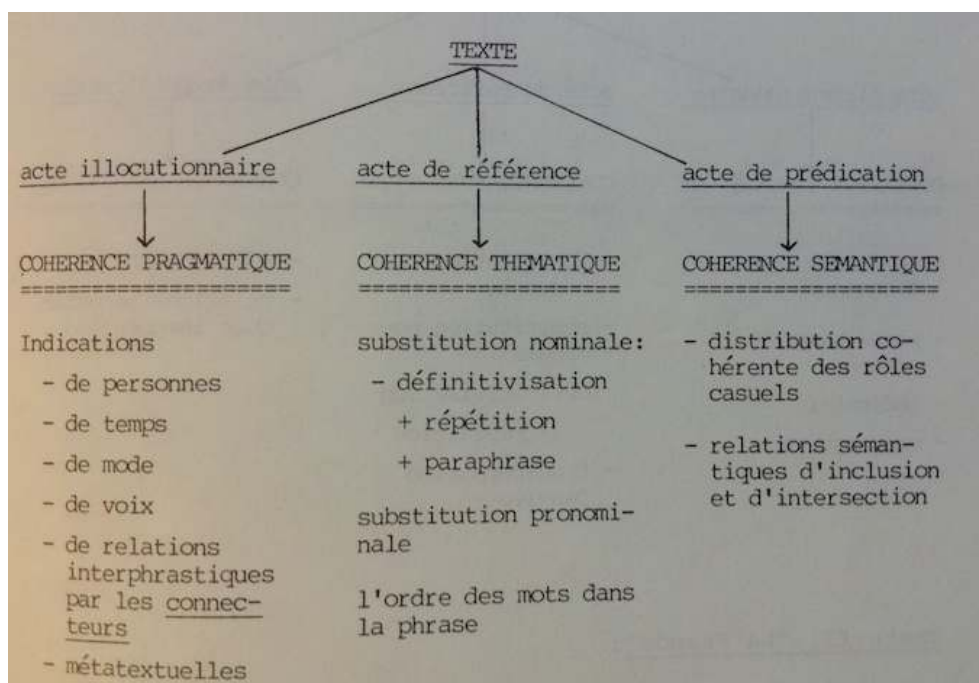 TEXTE
acte illocutionnaire
COHERENCE PRAGMATIQUE
=======================
Indications
- de personnes
- de temps
- de mode
- de voix
- de relations
interphrastiques
par les connec-
teurs
- métatextuelles
acte de référence
COHERENCE THEMATIQUE
======================
substitution nominale:
- définitivisation
+ répétition
+ paraphrase
substitution pronomi-
nale
l'ordre des mots dans
la phrase
acte de prédication
COHERENCE SEMANTIQUE
======================
- distribution co-
hérente des rôles
casuels
- relations séman-
tiques d'inclusion
et d'intersection